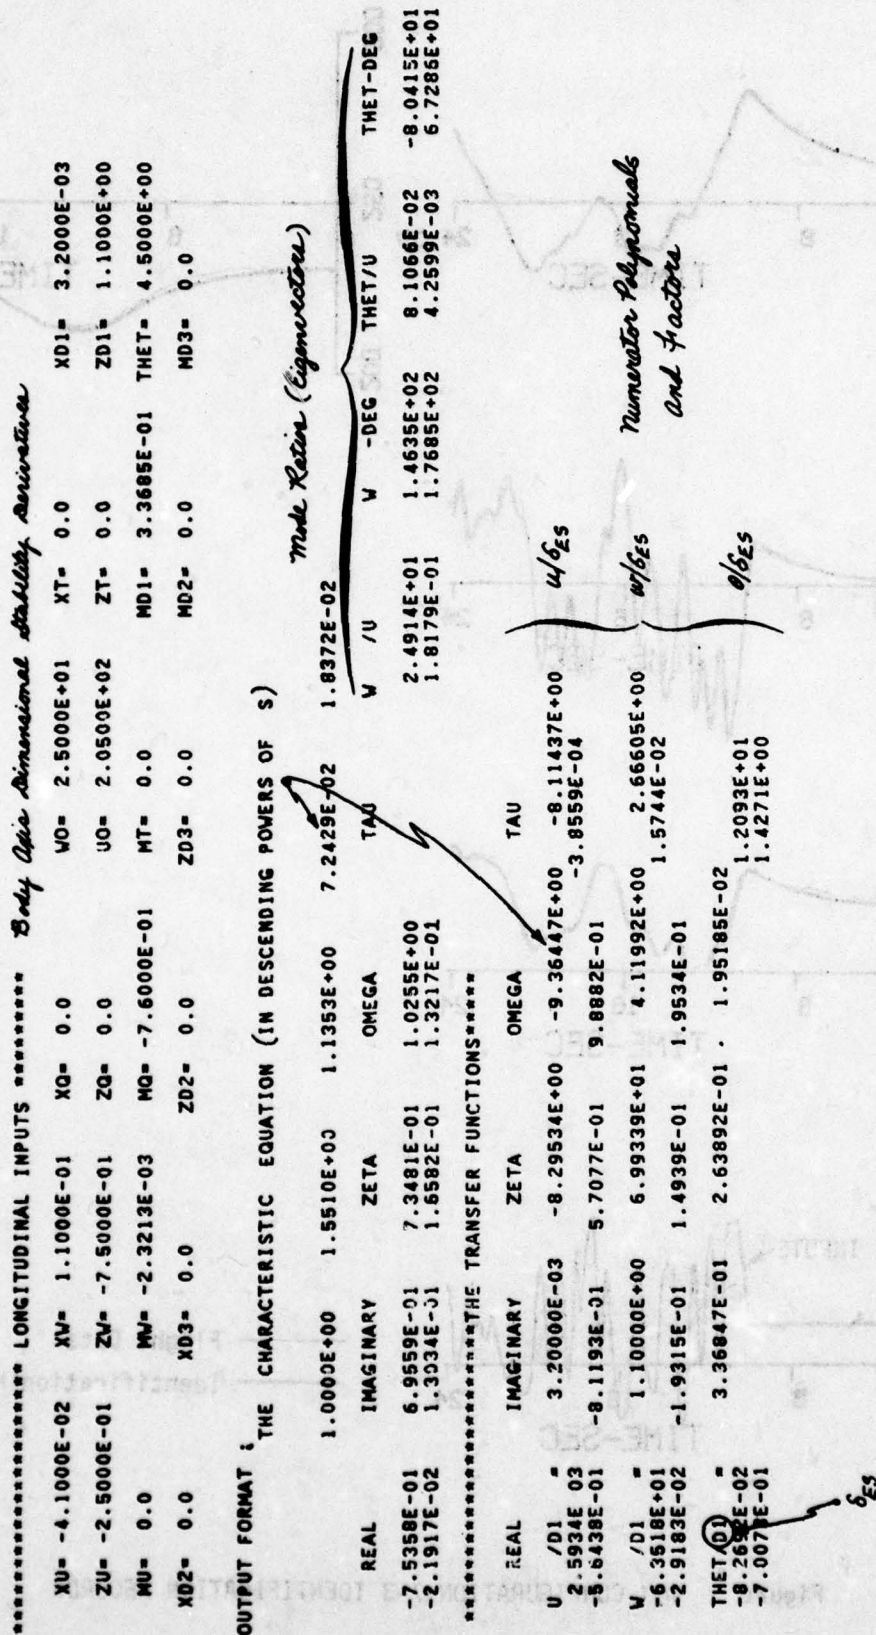 ******************** LONGITUDINAL INPUTS ********** Body Axis Dimensional Stability Derivatives
XU= -4.1000E-02 XW= 1.1000E-01 XQ= 0.0 WO= 2.5000E+01 XT= 0.0 XD1= 3.2000E-03
ZU= -2.5000E-01 ZW= -7.5000E-01 ZQ= 0.0 UO= 2.0500E+02 ZT= 0.0 ZD1= 1.1000E+00
MU= 0.0 MW= -2.3213E-03 MQ= -7.6000E-01 MT= 0.0 MD1= 3.3685E-01 THET= 4.5000E+00
XD2= 0.0 XD3= 0.0 ZD2= 0.0 ZD3= 0.0 MD2= 0.0 MD3= 0.0
OUTPUT FORMAT ;
THE CHARACTERISTIC EQUATION (IN DESCENDING POWERS OF S)
1.0000E+00 1.5510E+00 1.1353E+00 7.2429E-02 1.8372E-02
Mode Ratios (Eigenvectors)
REAL IMAGINARY ZETA OMEGA TAU W /U W -DEG THET/U THET-DEG
-7.5358E-01 6.9559E-01 7.3481E-01 1.0255E+00 2.4914E+01 1.4635E+02 8.1066E-02 -8.0415E+01
-2.1917E-02 1.3034E-01 1.6582E-01 1.3217E-01 1.8179E-01 1.7685E+02 4.2599E-03 6.7286E+01
********************THE TRANSFER FUNCTIONS*****
REAL IMAGINARY ZETA OMEGA TAU
U /D1 = 3.20000E-03 -8.29534E+00 -9.36447E+00 -8.11437E+00 u/δES
2.5934E 03 -3.8559E-04
-5.6438E-01 -8.1193E-01 5.7077E-01 9.8882E-01
W /D1 = 1.10000E+00 6.99339E+01 4.11992E+00 2.66605E+00 w/δES
-6.3518E+01 1.5744E-02
-2.9183E-02 -1.9315E-01 1.4939E-01 1.9534E-01
Numerator Polynomials
and Factors
THET/D1 = 3.36847E-01 2.63892E-01 1.95185E-02 θ/δES
1.2093E+01
1.4271E+00
δES